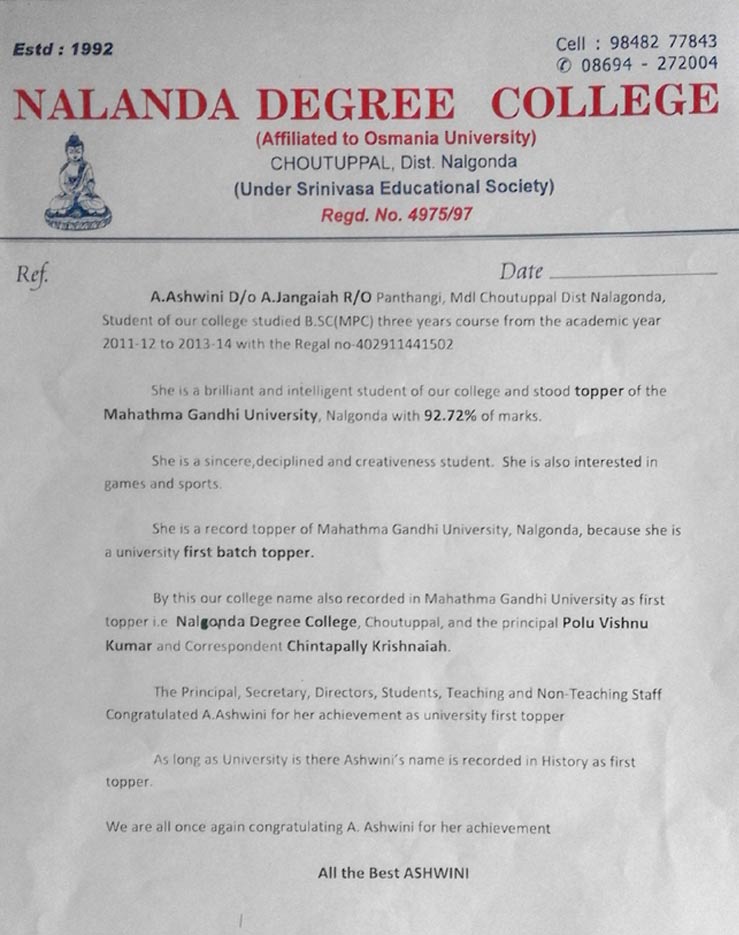 Estd : 1992
Cell : 98482 77843
✆ 08694 - 272004
NALANDA DEGREE COLLEGE
(Affiliated to Osmania University)
CHOUTUPPAL, Dist. Nalgonda
(Under Srinivasa Educational Society)
Regd. No. 4975/97
Ref.
Date
A.Ashwini D/o A.Jangaiah R/O Panthangi, Mdl Choutuppal Dist Nalagonda,
Student of our college studied B.SC(MPC) three years course from the academic year
2011-12 to 2013-14 with the Regal no-402911441502
She is a brilliant and intelligent student of our college and stood topper of the
Mahathma Gandhi University, Nalgonda with 92.72% of marks.
She is a sincere,deciplined and creativeness student. She is also interested in
games and sports.
She is a record topper of Mahathma Gandhi University, Nalgonda, because she is
a university first batch topper.
By this our college name also recorded in Mahathma Gandhi University as first
topper i.e Nalgonda Degree College, Choutuppal, and the principal Polu Vishnu
Kumar and Correspondent Chintapally Krishnaiah.
The Principal, Secretary, Directors, Students, Teaching and Non-Teaching Staff
Congratulated A.Ashwini for her achievement as university first topper
As long as University is there Ashwini's name is recorded in History as first
topper.
We are all once again congratulating A. Ashwini for her achievement
All the Best ASHWINI